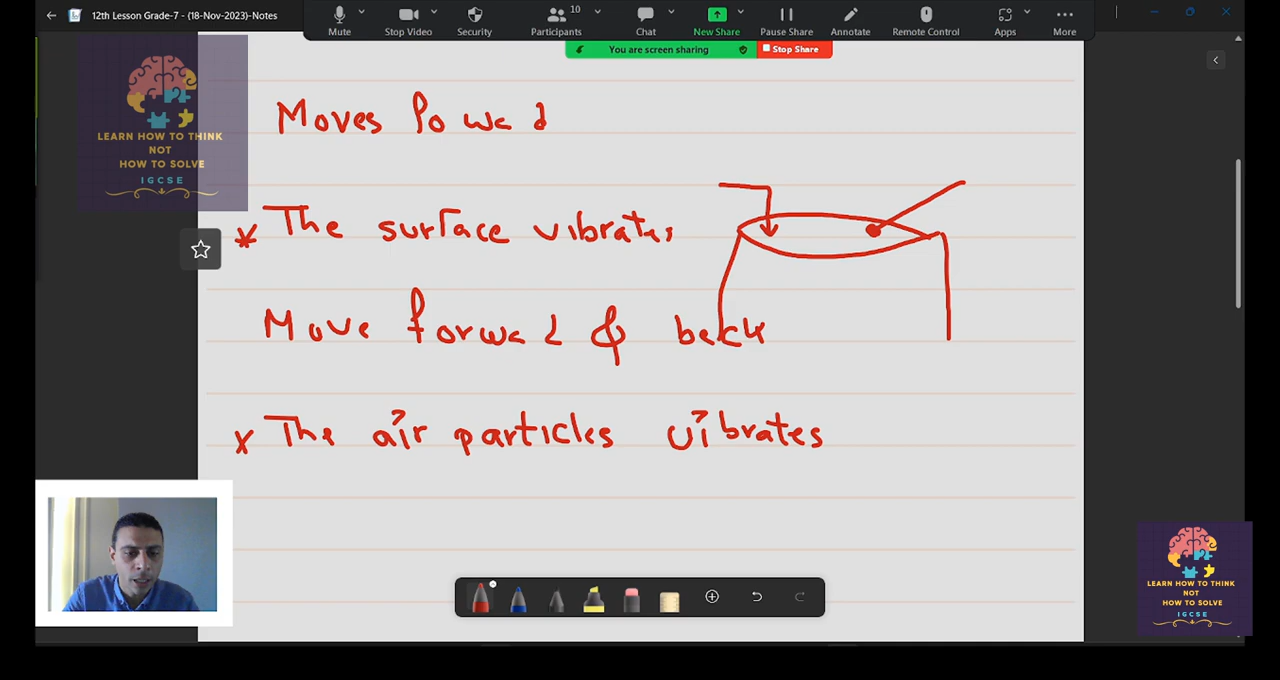 12th Lesson Grade-7 - (18-Nov-2023)-Notes
Mute
Stop Video
Security
Participants
10
Chat
New Share
Pause Share
Annotate
Remote Control
Apps
More
You are screen sharing
Stop Share
LEARN HOW TO THINK
NOT
HOW TO SOLVE
IGCSE
Moves
* The surface vibrates
Move & back
x The air particles vibrates
LEARN HOW TO THINK
NOT
HOW TO SOLVE
IGCSE